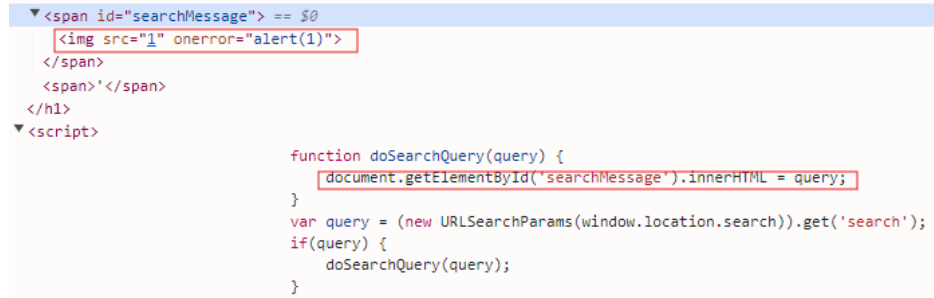 ▼<span id="searchMessage"> == $0
<img src="1" onerror="alert(1)">
</span>
<span>'</span>
</h1>
▼<script>
function doSearchQuery(query) {
document.getElementById('searchMessage').innerHTML = query;
}
var query = (new URLSearchParams(window.location.search)).get('search');
if(query) {
doSearchQuery(query);
}